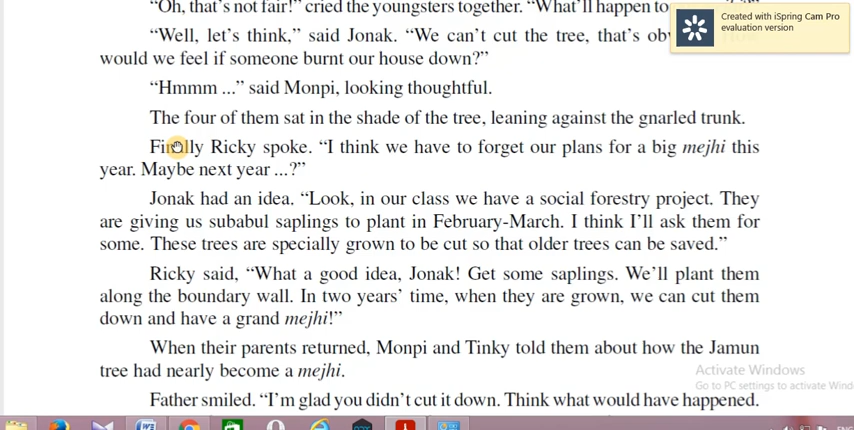 “Oh, that’s not fair!” cried the youngsters together. “What’ll happen to
“Well, let’s think,” said Jonak. “We can’t cut the tree, that’s
would we feel if someone burnt our house down?”
“Hmmm ...” said Monpi, looking thoughtful.
The four of them sat in the shade of the tree, leaning against the gnarled trunk.
Finally Ricky spoke. “I think we have to forget our plans for a big mejhi this
year. Maybe next year ...?”
Jonak had an idea. “Look, in our class we have a social forestry project. They
are giving us subabul saplings to plant in February-March. I think I’ll ask them for
some. These trees are specially grown to be cut so that older trees can be saved.”
Ricky said, “What a good idea, Jonak! Get some saplings. We’ll plant them
along the boundary wall. In two years’ time, when they are grown, we can cut them
down and have a grand mejhi!”
When their parents returned, Monpi and Tinky told them about how the Jamun
tree had nearly become a mejhi.
Father smiled. “I’m glad you didn’t cut it down. Think what would have happened.
Created with iSpring Cam Pro
evaluation version
Activate Windows
Go to PC settings to activate Wind